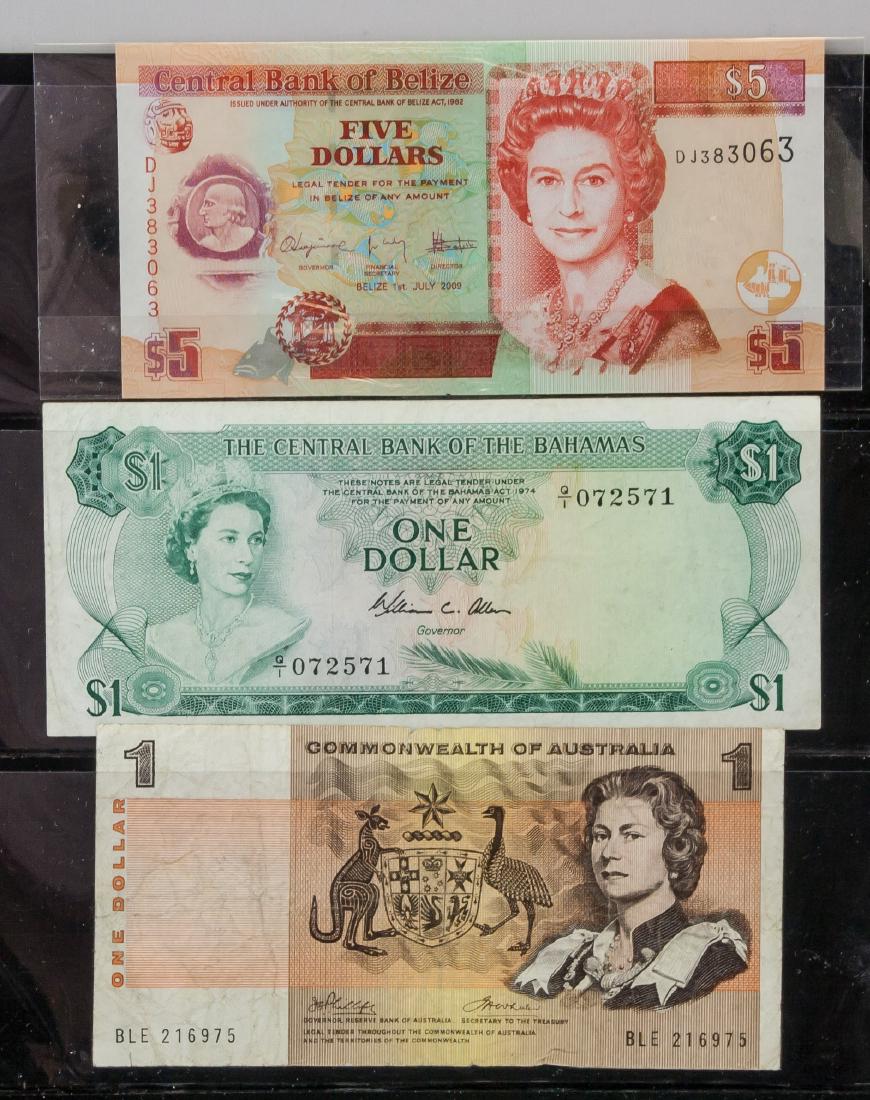 Central Bank of Belize
$5
ISSUED UNDER AUTHORITY OF THE CENTRAL BANK OF BELIZE ACT, 1982
FIVE
DOLLARS
DJ383063
DJ383063
LEGAL TENDER FOR THE PAYMENT
IN BELIZE OF ANY AMOUNT
GOVERNOR
FINANCIAL
SECRETARY
DIRECTOR
BELIZE 1st. JULY 2009
$5
$5
THE CENTRAL BANK OF THE BAHAMAS
$1
$1
THESE NOTES ARE LEGAL TENDER UNDER
THE CENTRAL BANK OF THE BAHAMAS ACT 1974
FOR THE PAYMENT OF ANY AMOUNT
Q/1 072571
ONE
DOLLAR
William C. Allen
Governor
Q/1 072571
$1
$1
1
COMMONWEALTH OF AUSTRALIA
1
ONE DOLLAR
GOVERNOR, RESERVE BANK OF AUSTRALIA
SECRETARY TO THE TREASURY
LEGAL TENDER THROUGHOUT THE COMMONWEALTH OF AUSTRALIA
AND THE TERRITORIES OF THE COMMONWEALTH
BLE 216975
BLE 216975